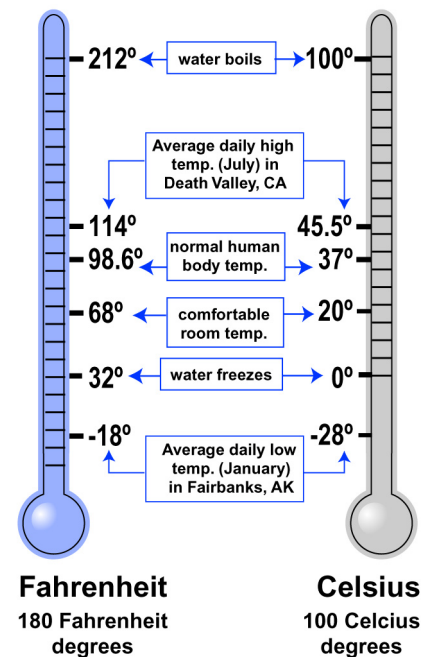 212º
water boils
100º
Average daily high
temp. (July) in
Death Valley, CA
114º
45.5º
normal human
body temp.
98.6º
37º
68º
comfortable
room temp.
20º
32º
water freezes
0º
-18º
Average daily low
temp. (January)
in Fairbanks, AK
-28º
Fahrenheit
180 Fahrenheit
degrees
Celsius
100 Celcius
degrees